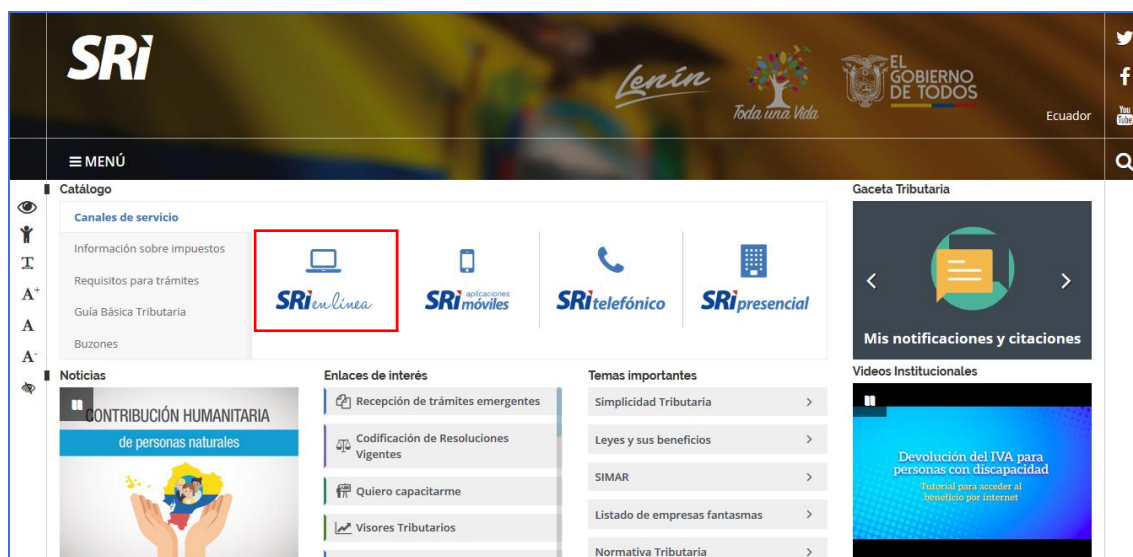 SRi
Lenín
Toda una Vida
EL
GOBIERNO
DE TODOS
Ecuador
You
Tube
MENÚ
Catálogo
Canales de servicio
Información sobre impuestos
Requisitos para trámites
Guía Básica Tributaria
Buzones
SRi en línea
SRi aplicaciones móviles
SRi telefónico
SRi presencial
Gaceta Tributaria
Mis notificaciones y citaciones
T
A+
A
A-
Noticias
CONTRIBUCIÓN HUMANITARIA
de personas naturales
Enlaces de interés
Recepción de trámites emergentes
Codificación de Resoluciones
Vigentes
Quiero capacitarme
Visores Tributarios
Temas importantes
Simplicidad Tributaria
Leyes y sus beneficios
SIMAR
Listado de empresas fantasmas
Normativa Tributaria
Videos Institucionales
Devolución del IVA para
personas con discapacidad
Tutorial para acceder al
beneficio por internet